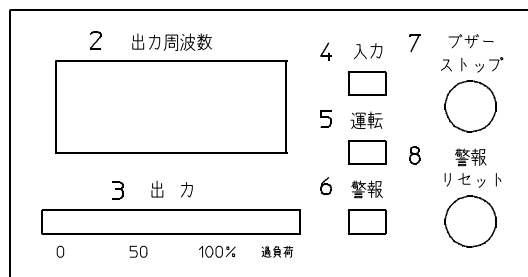 2 出力周波数
4 入力
7 ブザー
ストップ
5 運転
8 警報
リセット
3 出力
6 警報
0 50 100% 過負荷